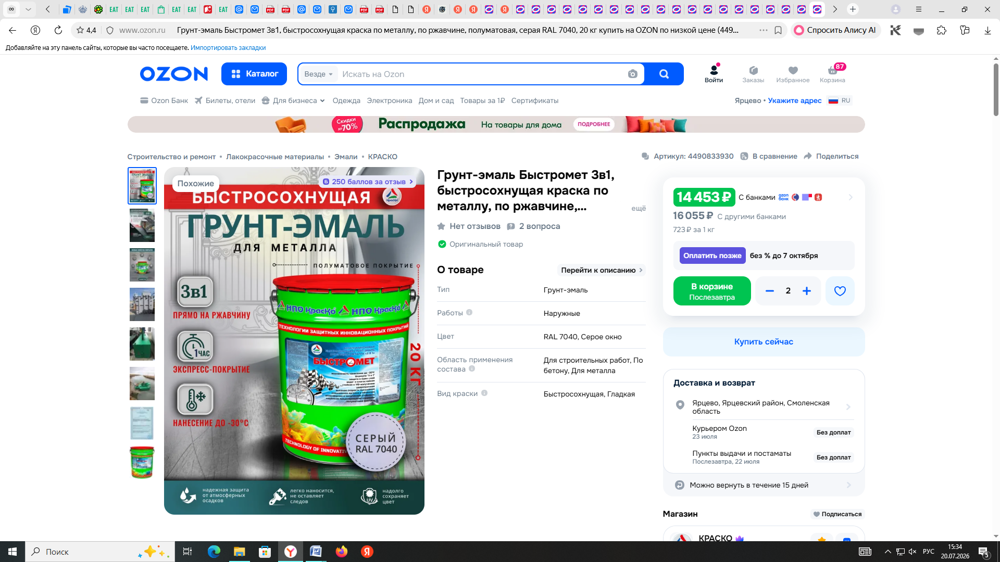 EAT EAT EAT EAT EAT EAT
4,4 www.ozon.ru Грунт-эмаль Быстромет 3в1, быстросохнущая краска по металлу, по ржавчине, полуматовая, серая RAL 7040, 20 кг купить на OZON по низкой цене (449... Спросить Алису AI
Добавляйте на эту панель сайты, которые вы часто посещаете. Импортировать закладки
OZON Каталог Везде Искать на Ozon Войти Заказы Избранное 87 Корзина
Ozon Банк Билеты, отели Для бизнеса Одежда Электроника Дом и сад Товары за 1₽ Сертификаты Ярцево • Укажите адрес RU
Скидки до 70% Распродажа На товары для дома ПОДРОБНЕЕ
Строительство и ремонт • Лакокрасочные материалы • Эмали • КРАСКО
Артикул: 4490833930 В сравнение Поделиться
Похожие
250 баллов за отзыв
БЫСТРОСОХНУЩАЯ
КрасКо
ГРУНТ-ЭМАЛЬ
ДЛЯ МЕТАЛЛА
ПОЛУМАТОВОЕ ПОКРЫТИЕ
3в1
ПРЯМО НА РЖАВЧИНУ
1ЧАС
ЭКСПРЕСС-ПОКРЫТИЕ
НАНЕСЕНИЕ ДО -30°C
НПО КрасКо НПО КрасКо
ТЕХНОЛОГИИ ЗАЩИТНЫХ ИННОВАЦИОННЫХ ПОКРЫТИЙ
БЫСТРОМЕТ
20 КГ
СЕРЫЙ
RAL 7040
TECHNOLOGY OF INNOVATIV
надежная защита
от атмосферных
осадков
легко наносится,
не оставляет
следов
UV
надолго
сохраняет
цвет
Грунт-эмаль Быстромет 3в1,
быстросохнущая краска по
металлу, по ржавчине,...
ещё
Нет отзывов 2 вопроса
Оригинальный товар
О товаре Перейти к описанию
Тип Грунт-эмаль
Работы Наружные
Цвет RAL 7040, Серое окно
Область применения
состава
Для строительных работ, По
бетону, Для металла
Вид краски Быстросохнущая, Гладкая
14 453 ₽ С банками ozon банк
16 055 ₽ С другими банками
723 ₽ за 1 кг
Оплатить позже без % до 7 октября
В корзине
Послезавтра
2
Купить сейчас
Доставка и возврат
Ярцево, Ярцевский район, Смоленская
область
Курьером Ozon
23 июля
Без доплат
Пункты выдачи и постаматы
Послезавтра, 22 июля
Без доплат
Можно вернуть в течение 15 дней
Магазин Подписаться
КРАСКО
Поиск
РУС
15:34
20.07.2026
5